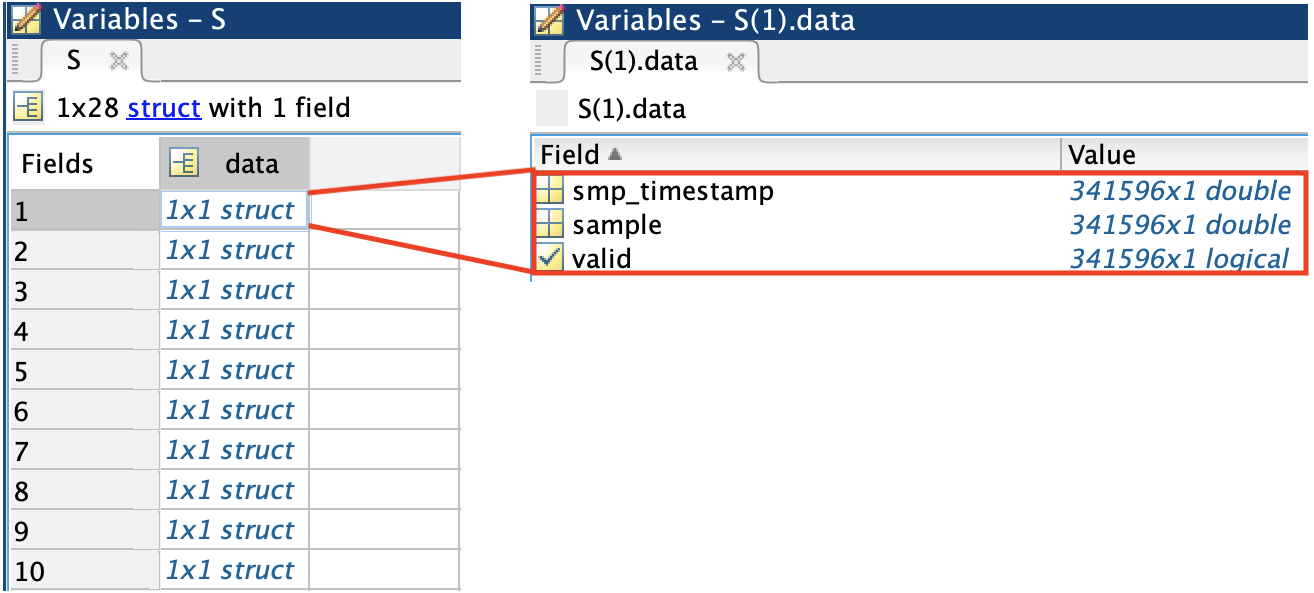 Variables – S
S
1x28 struct with 1 field
Fields data
1 1x1 struct
2 1x1 struct
3 1x1 struct
4 1x1 struct
5 1x1 struct
6 1x1 struct
7 1x1 struct
8 1x1 struct
9 1x1 struct
10 1x1 struct
Variables – S(1).data
S(1).data
S(1).data
Field Value
smp_timestamp 341596x1 double
sample 341596x1 double
valid 341596x1 logical